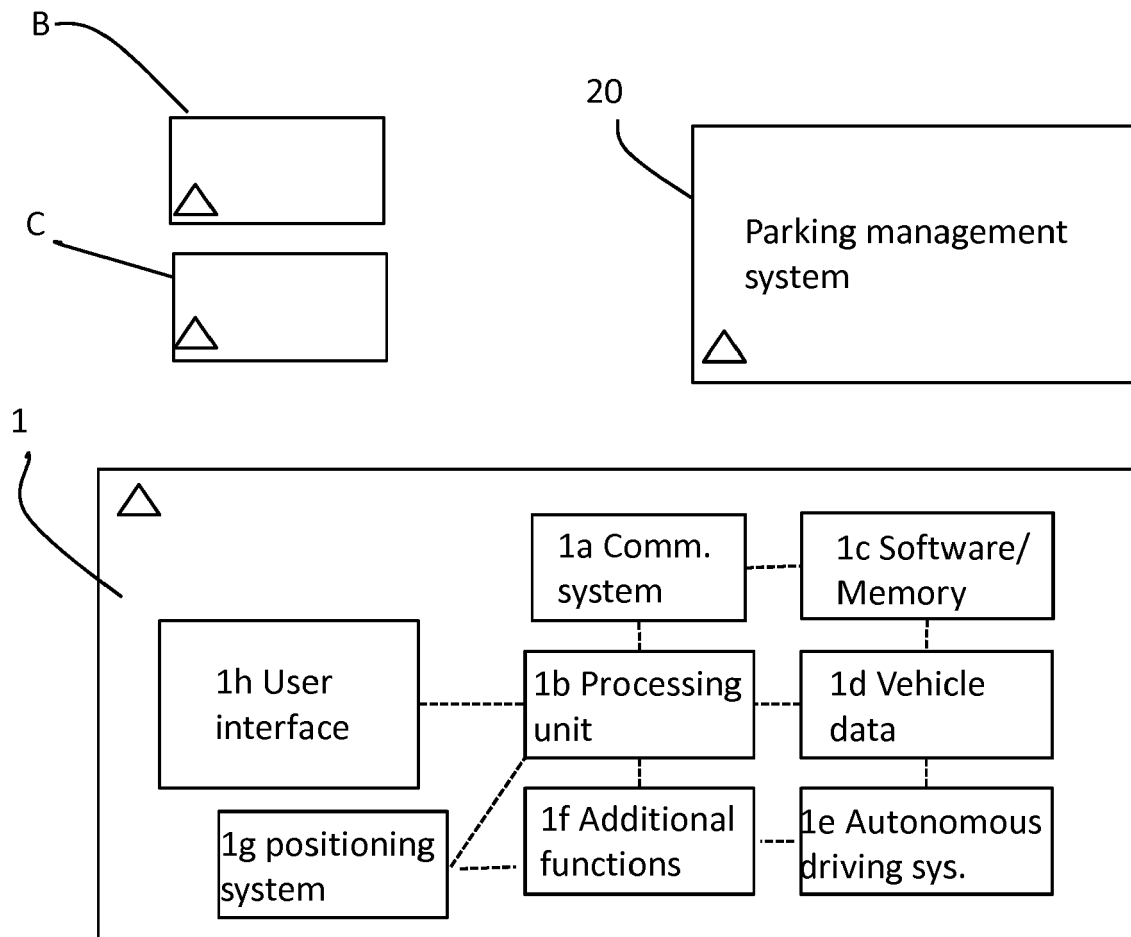 B
20
C
Parking management
system
1
1a Comm.
system
1c Software/
Memory
1h User
interface
1b Processing
unit
1d Vehicle
data
1g positioning
system
1f Additional
functions
1e Autonomous
driving sys.